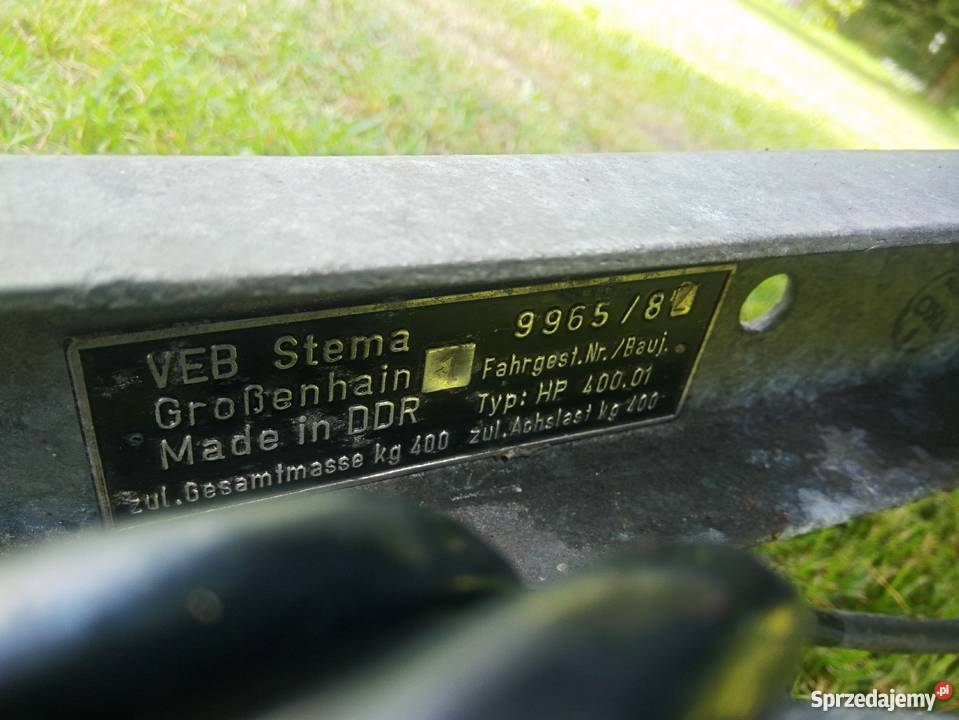 VEB Stema
Großenhain
Made in DDR
zul. Gesamtmasse kg 400
1
9965/8
Fahrgest.Nr./Bauj.
Typ: HP 400.01
zul. Achslast kg 400
Sprzedajemy.pl